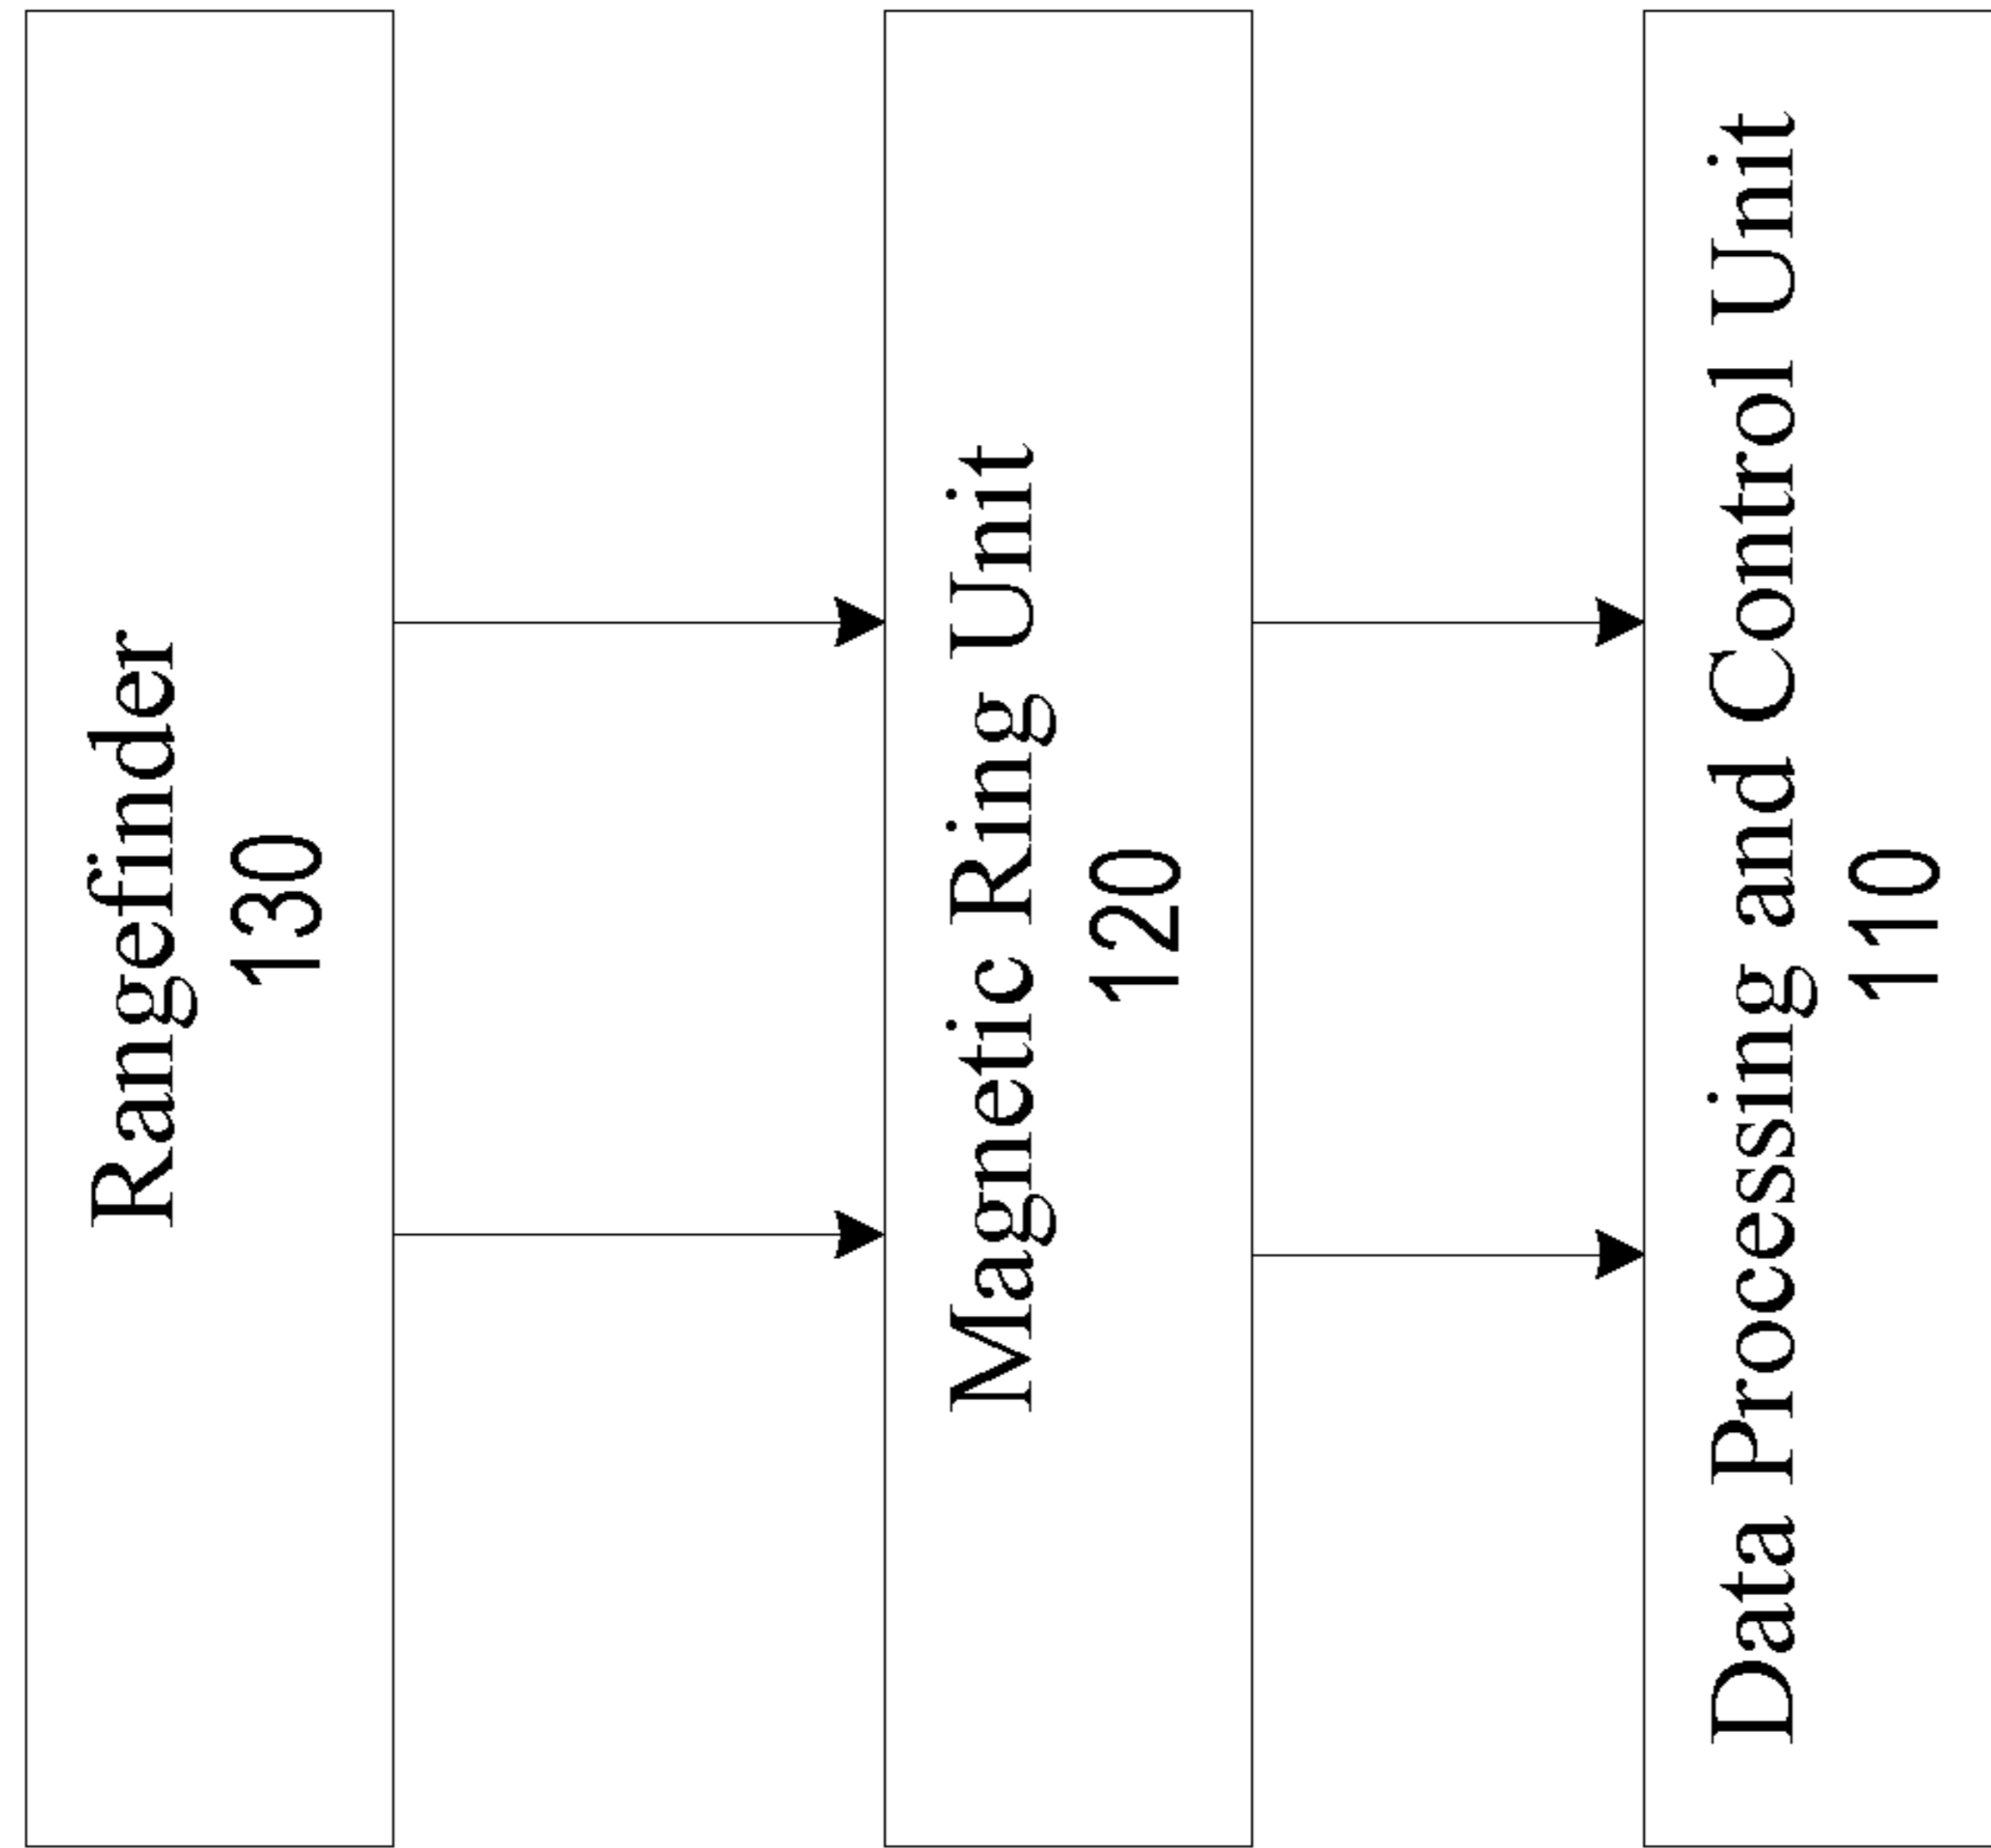 Rangefinder
130
Magnetic Ring Unit
120
Data Processing and Control Unit
110